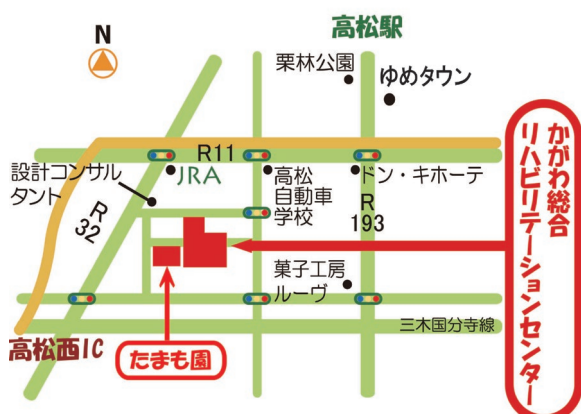 高松駅
N
栗林公園
ゆめタウン
かがわ総合
リハビリテーションセンター
R11
設計コンサル
タント
JRA
高松
自動車
学校
ドン・キホーテ
R
32
R
193
菓子工房
ルーヴ
三木国分寺線
高松西IC
たまも園